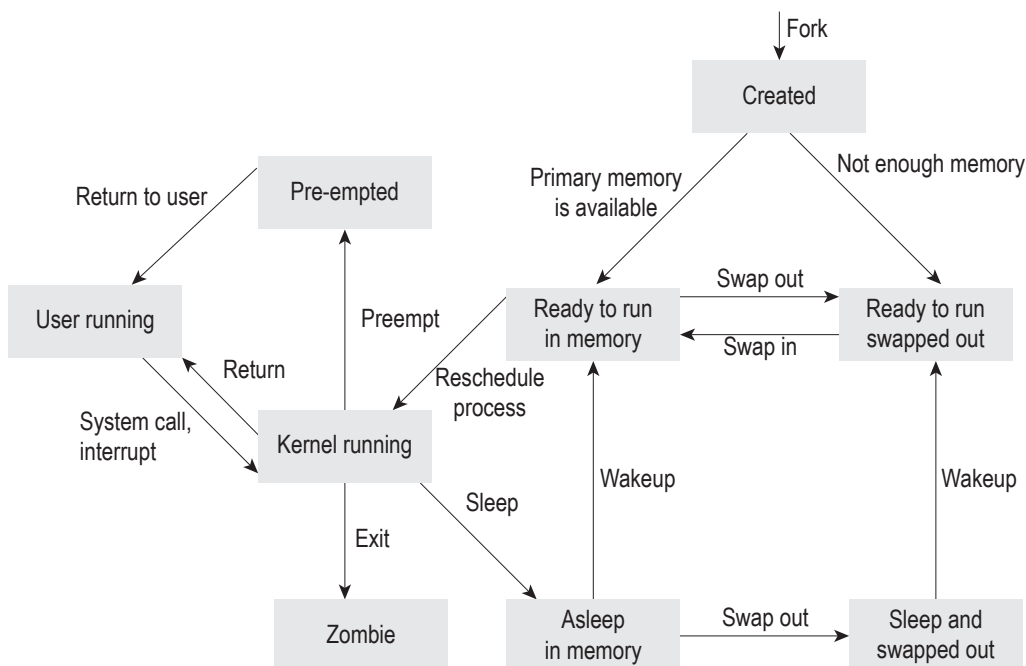 Fork
Created
Primary memory
is available
Not enough memory
Return to user
Pre-empted
User running
Preempt
Ready to run
in memory
Swap out
Swap in
Ready to run
swapped out
Return
Reschedule
process
System call,
interrupt
Kernel running
Sleep
Wakeup
Wakeup
Exit
Zombie
Asleep
in memory
Swap out
Sleep and
swapped out